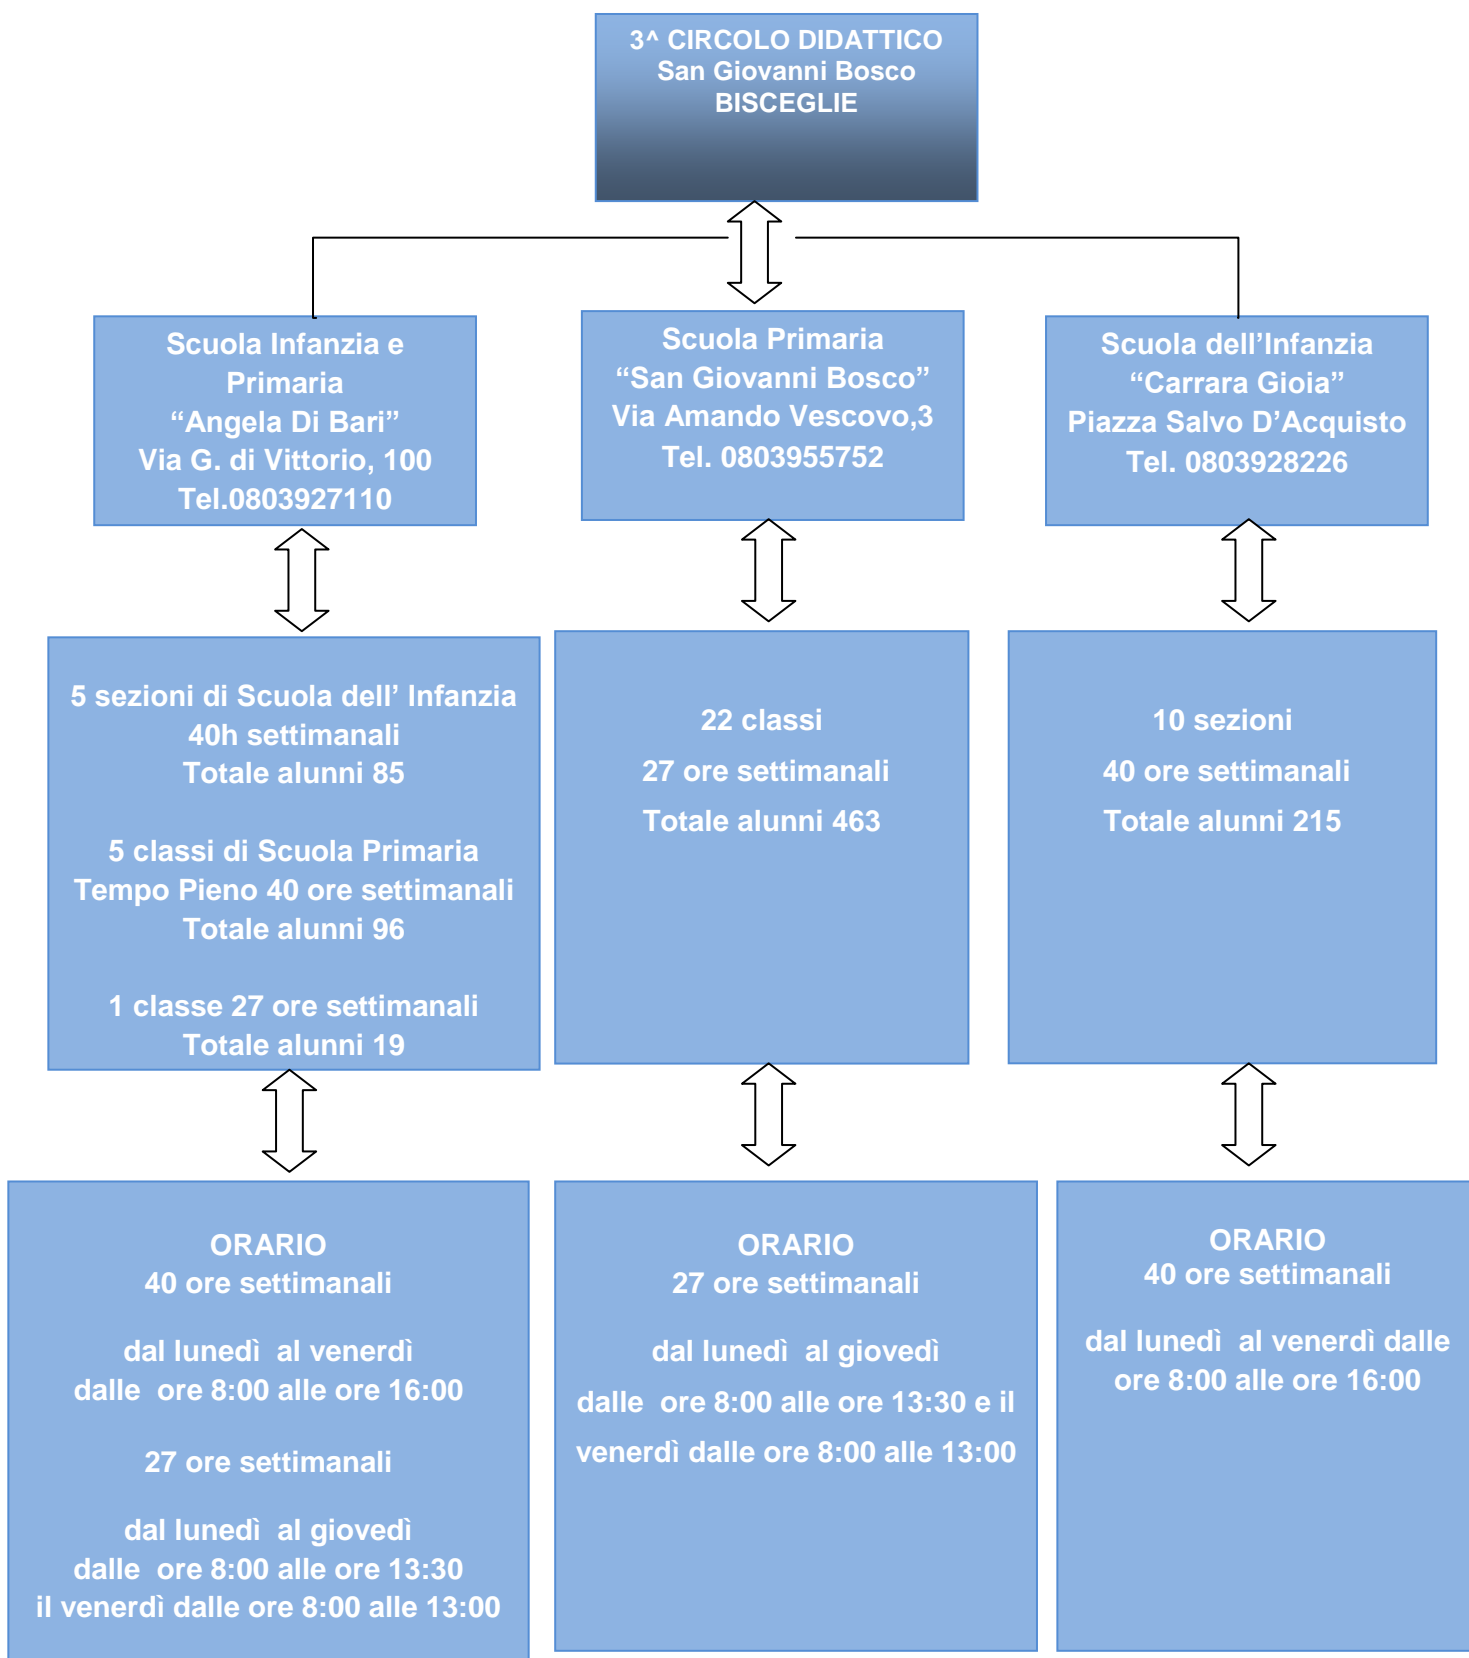 3^ CIRCOLO DIDATTICO
San Giovanni Bosco
BISCEGLIE
Scuola Infanzia e
Primaria
“Angela Di Bari”
Via G. di Vittorio, 100
Tel.0803927110
Scuola Primaria
“San Giovanni Bosco”
Via Amando Vescovo,3
Tel. 0803955752
Scuola dell’Infanzia
“Carrara Gioia”
Piazza Salvo D’Acquisto
Tel. 0803928226
5 sezioni di Scuola dell’ Infanzia
40h settimanali
Totale alunni 85
5 classi di Scuola Primaria
Tempo Pieno 40 ore settimanali
Totale alunni 96
1 classe 27 ore settimanali
Totale alunni 19
22 classi
27 ore settimanali
Totale alunni 463
10 sezioni
40 ore settimanali
Totale alunni 215
ORARIO
40 ore settimanali
dal lunedì al venerdì
dalle ore 8:00 alle ore 16:00
27 ore settimanali
dal lunedì al giovedì
dalle ore 8:00 alle ore 13:30
il venerdì dalle ore 8:00 alle 13:00
ORARIO
27 ore settimanali
dal lunedì al giovedì
dalle ore 8:00 alle ore 13:30 e il
venerdì dalle ore 8:00 alle 13:00
ORARIO
40 ore settimanali
dal lunedì al venerdì dalle
ore 8:00 alle ore 16:00